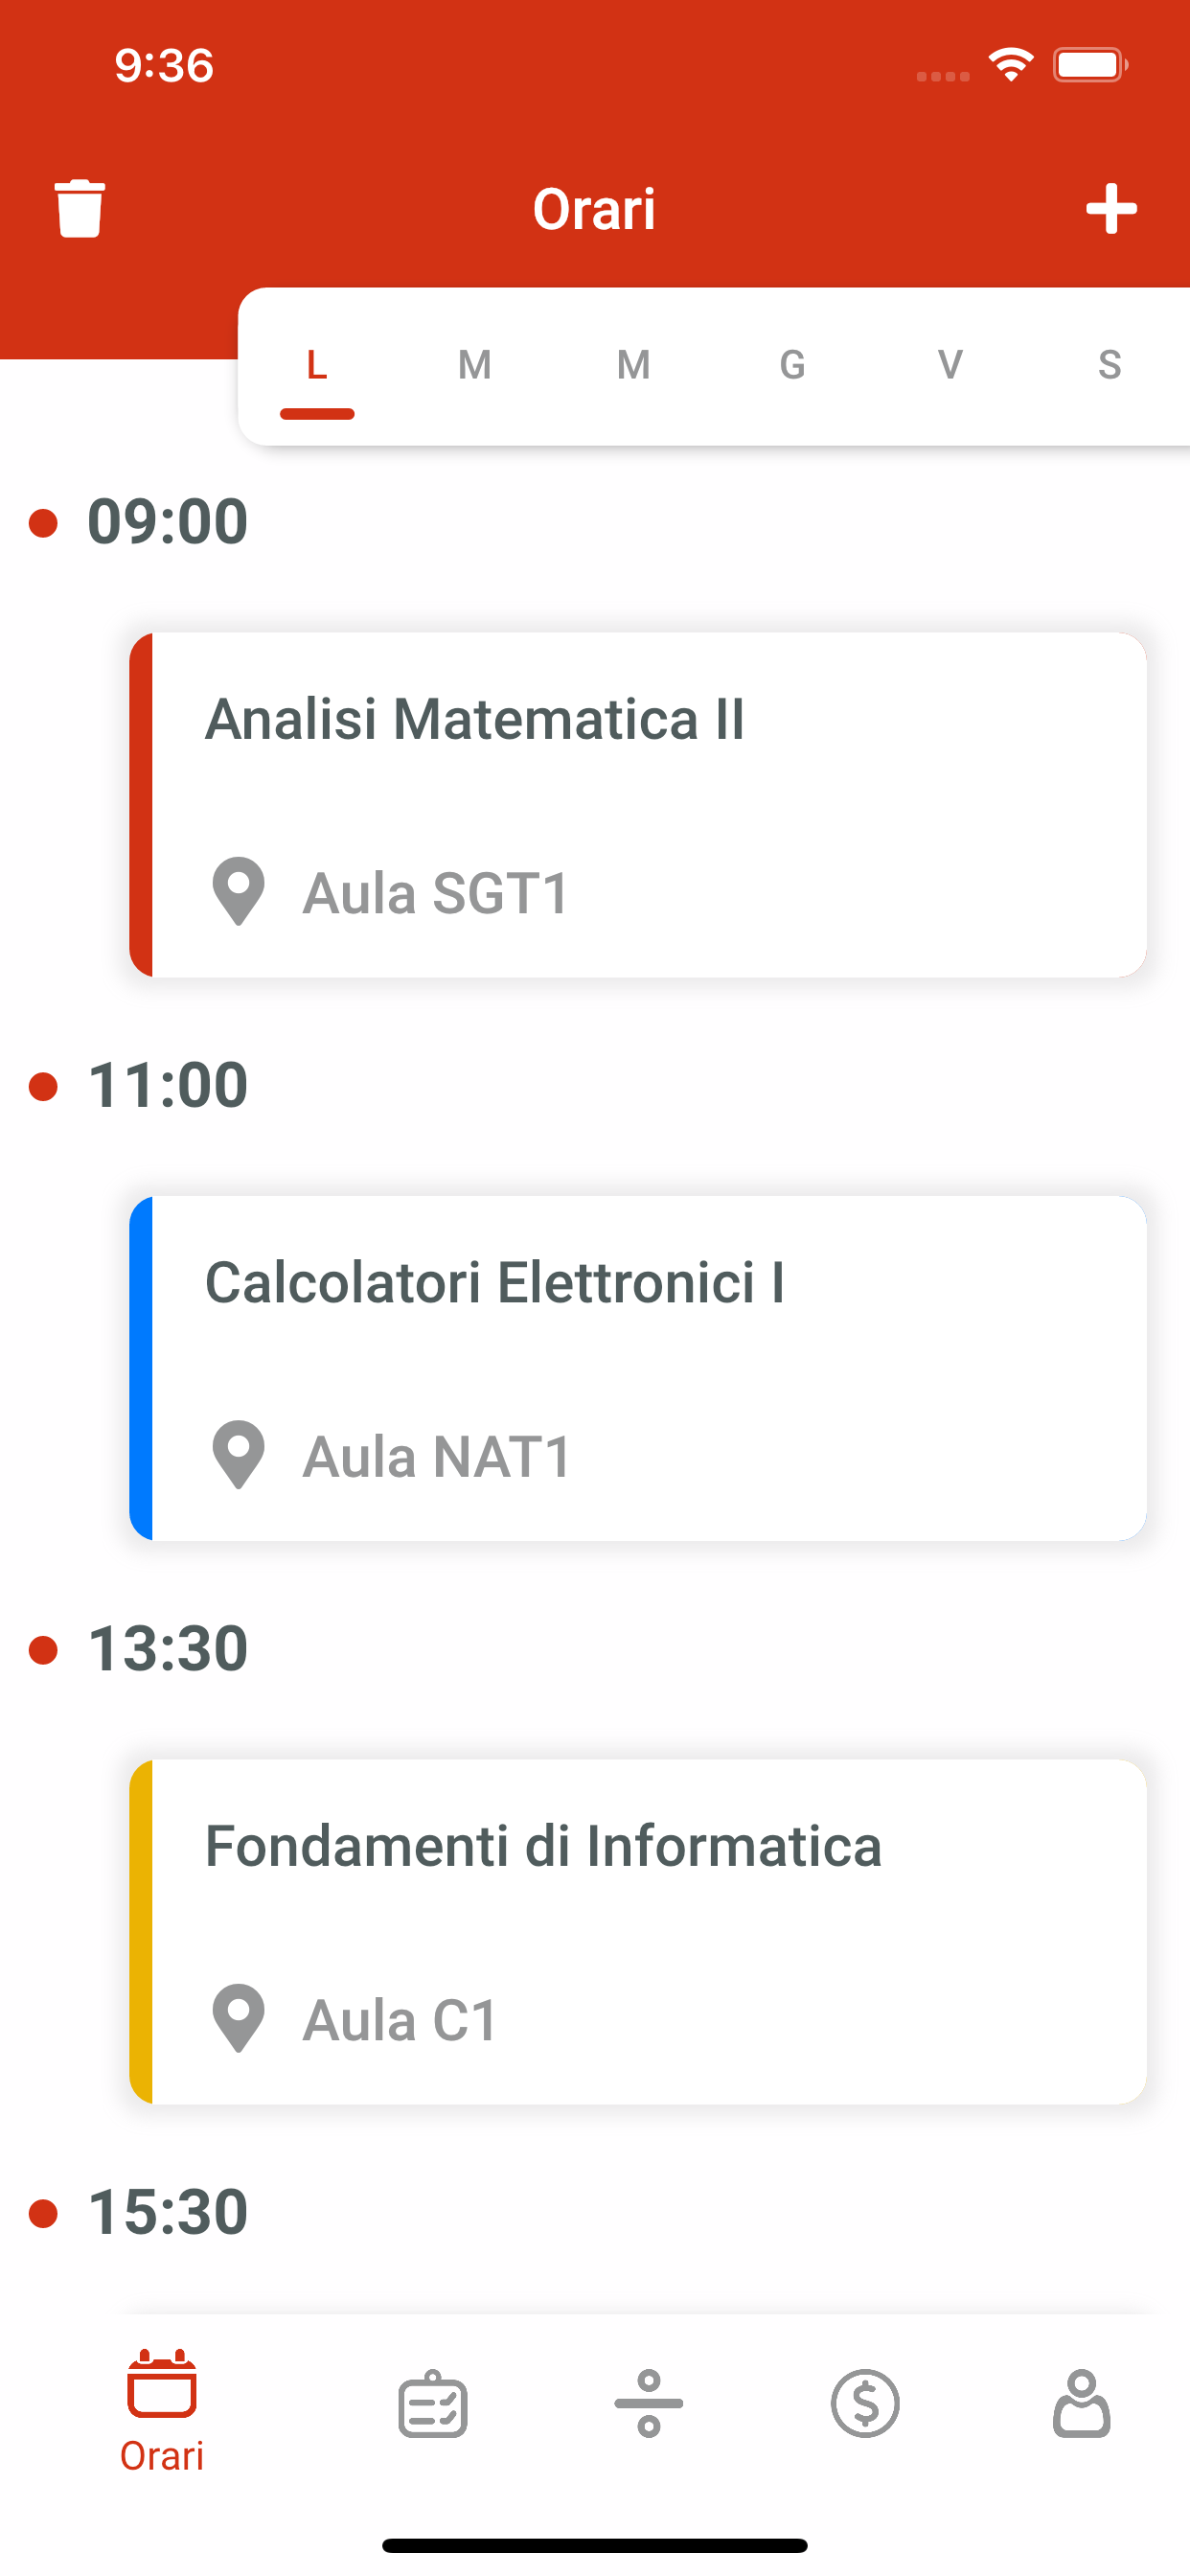 9:36
Orari
L M M G V S
09:00
Analisi Matematica II
Aula SGT1
11:00
Calcolatori Elettronici I
Aula NAT1
13:30
Fondamenti di Informatica
Aula C1
15:30
Orari